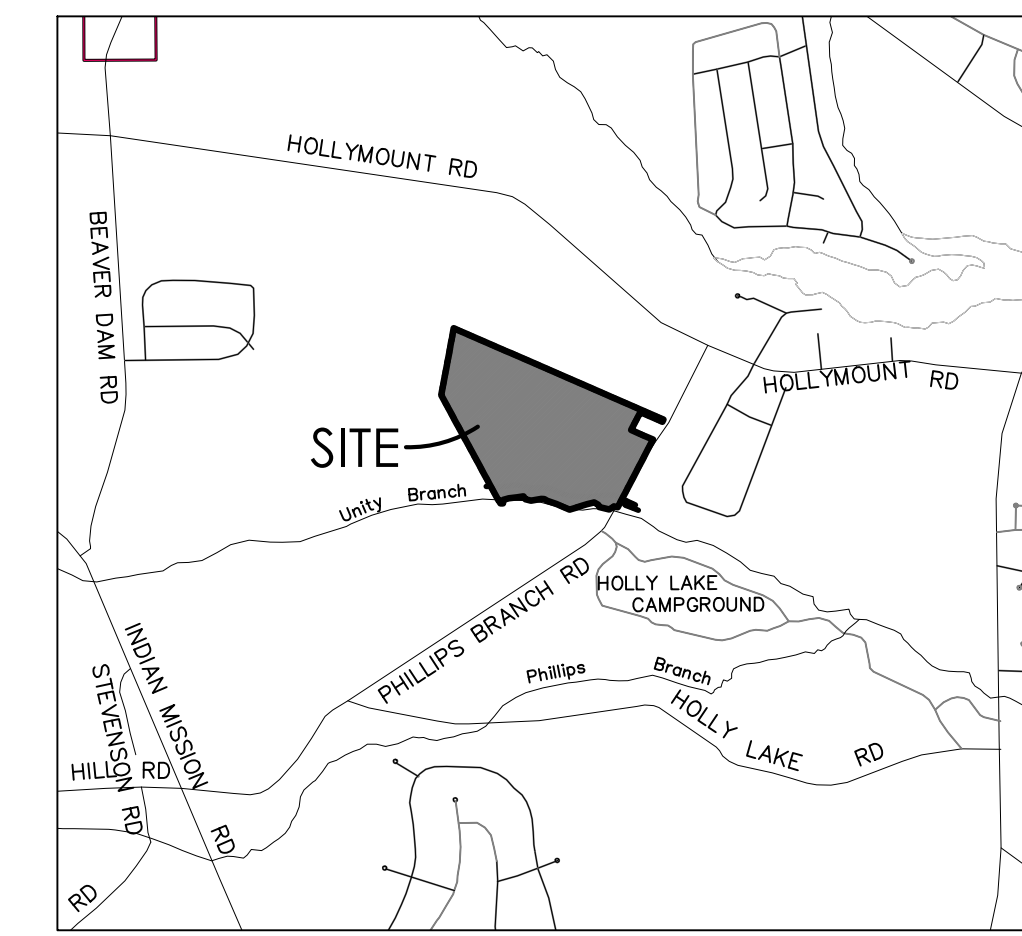 HOLLYMOUNT RD
BEAVER DAM RD
HOLLYMOUNT RD
SITE
Unity Branch
HOLLY LAKE
CAMPGROUND
PHILLIPS BRANCH RD
INDIAN MISSION RD
STEVENSON RD
Phillips Branch
HOLLY LAKE RD
HILL RD
RD